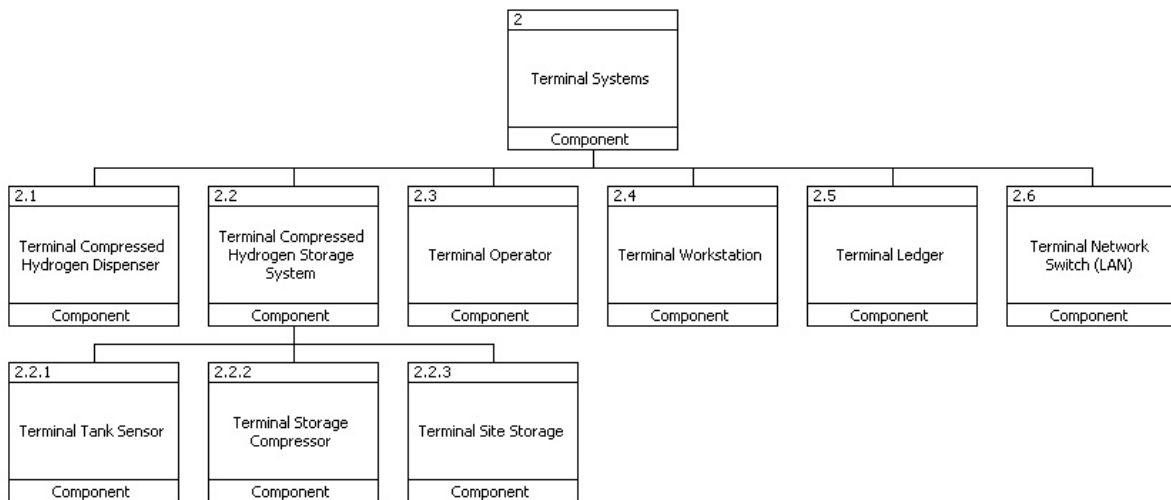 2
Terminal Systems
Component
2.1
Terminal Compressed
Hydrogen Dispenser
Component
2.2
Terminal Compressed
Hydrogen Storage
System
Component
2.3
Terminal Operator
Component
2.4
Terminal Workstation
Component
2.5
Terminal Ledger
Component
2.6
Terminal Network
Switch (LAN)
Component
2.2.1
Terminal Tank Sensor
Component
2.2.2
Terminal Storage
Compressor
Component
2.2.3
Terminal Site Storage
Component